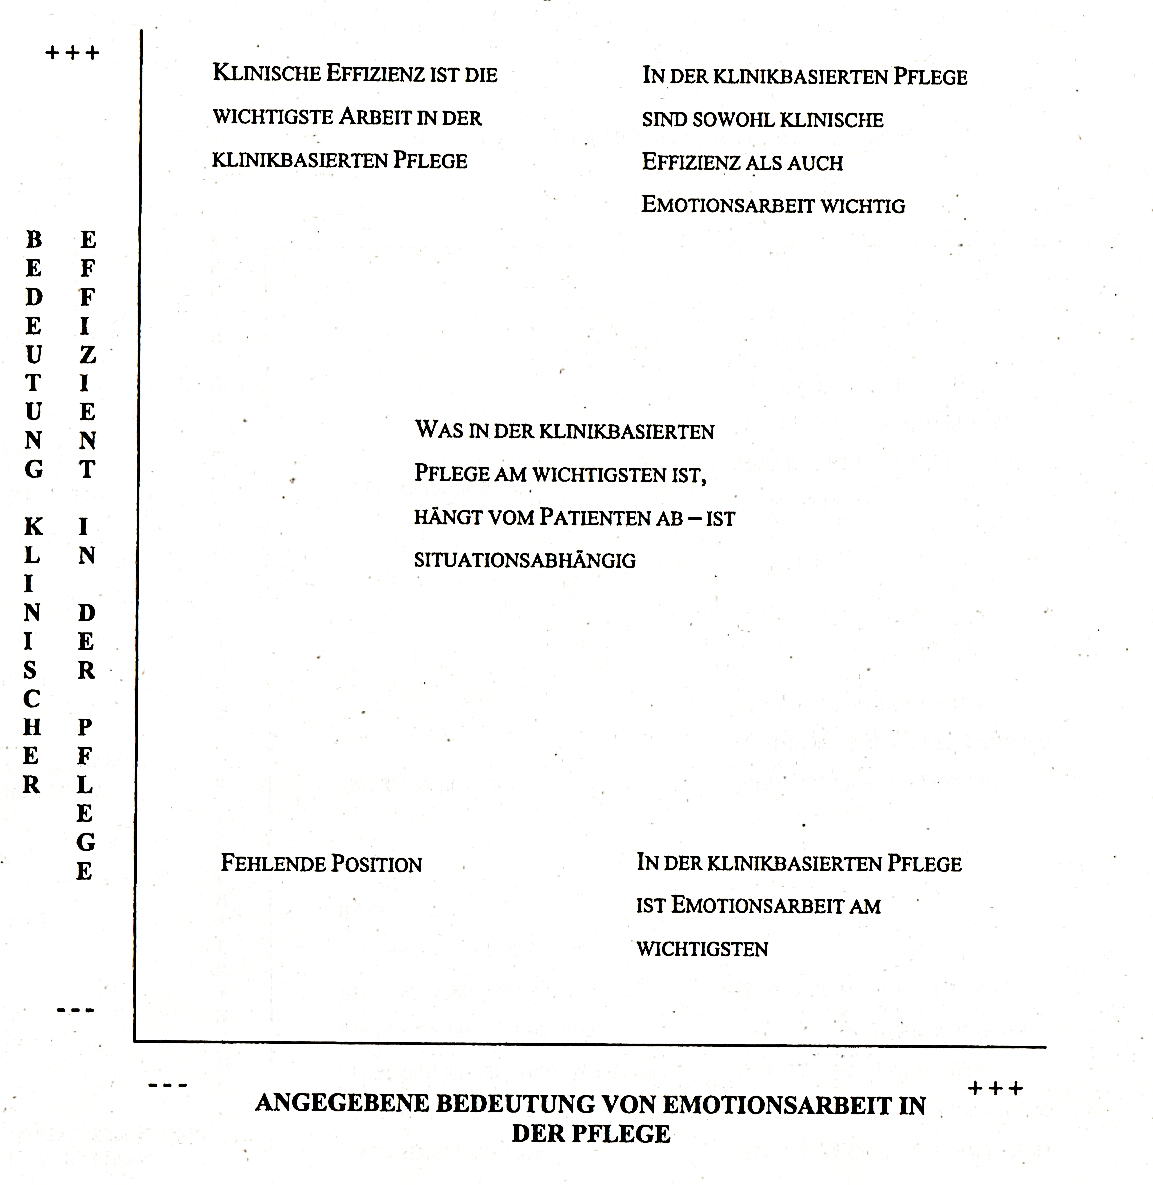 +++
KLINISCHE EFFIZIENZ IST DIE
WICHTIGSTE ARBEIT IN DER
KLINIKBASIERTEN PFLEGE
IN DER KLINIKBASIERTEN PFLEGE
SIND SOWOHL KLINISCHE
EFFIZIENZ ALS AUCH
EMOTIONSARBEIT WICHTIG
BEDEUTUNG KLINISCHER
EFFIZIENT IN DER PFLEGE
WAS IN DER KLINIKBASIERTEN
PFLEGE AM WICHTIGSTEN IST,
HÄNGT VOM PATIENTEN AB – IST
SITUATIONSABHÄNGIG
FEHLENDE POSITION
IN DER KLINIKBASIERTEN PFLEGE
IST EMOTIONSARBEIT AM
WICHTIGSTEN
---
---
+++
ANGEGEBENE BEDEUTUNG VON EMOTIONSARBEIT IN
DER PFLEGE